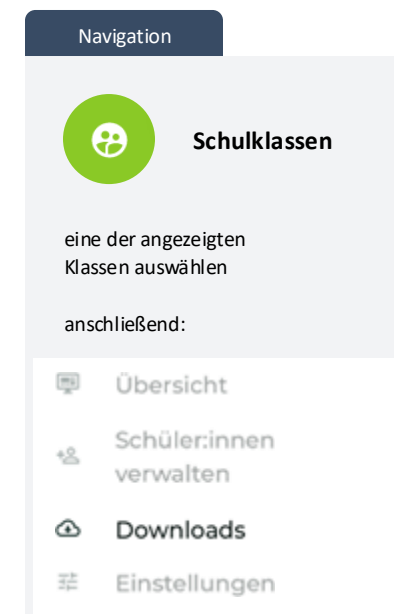 Navigation
Schulklassen
eine der angezeigten
Klassen auswählen
anschließend:
Übersicht
Schüler:innen
verwalten
Downloads
Einstellungen